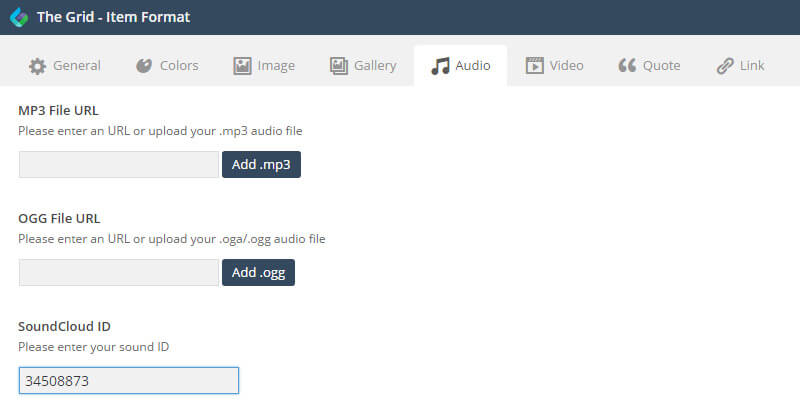 The Grid - Item Format
General Colors Image Gallery Audio Video Quote Link
MP3 File URL
Please enter an URL or upload your .mp3 audio file
Add .mp3
OGG File URL
Please enter an URL or upload your .oga/.ogg audio file
Add .ogg
SoundCloud ID
Please enter your sound ID
34508873